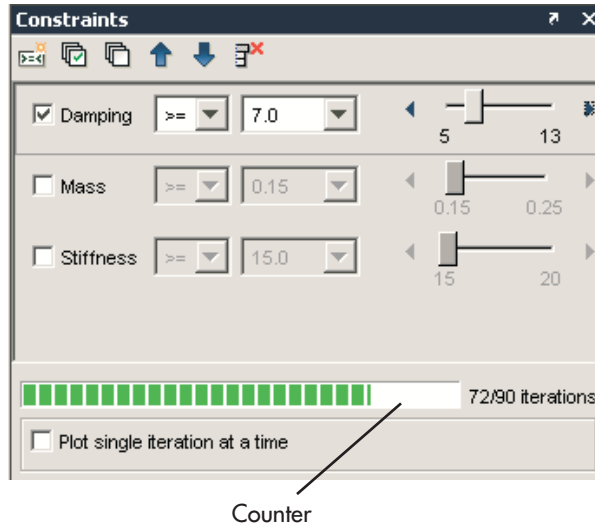 Constraints
Damping >= 7.0
5 13
Mass >= 0.15
0.15 0.25
Stiffness >= 15.0
15 20
72/90 iterations
Plot single iteration at a time
Counter